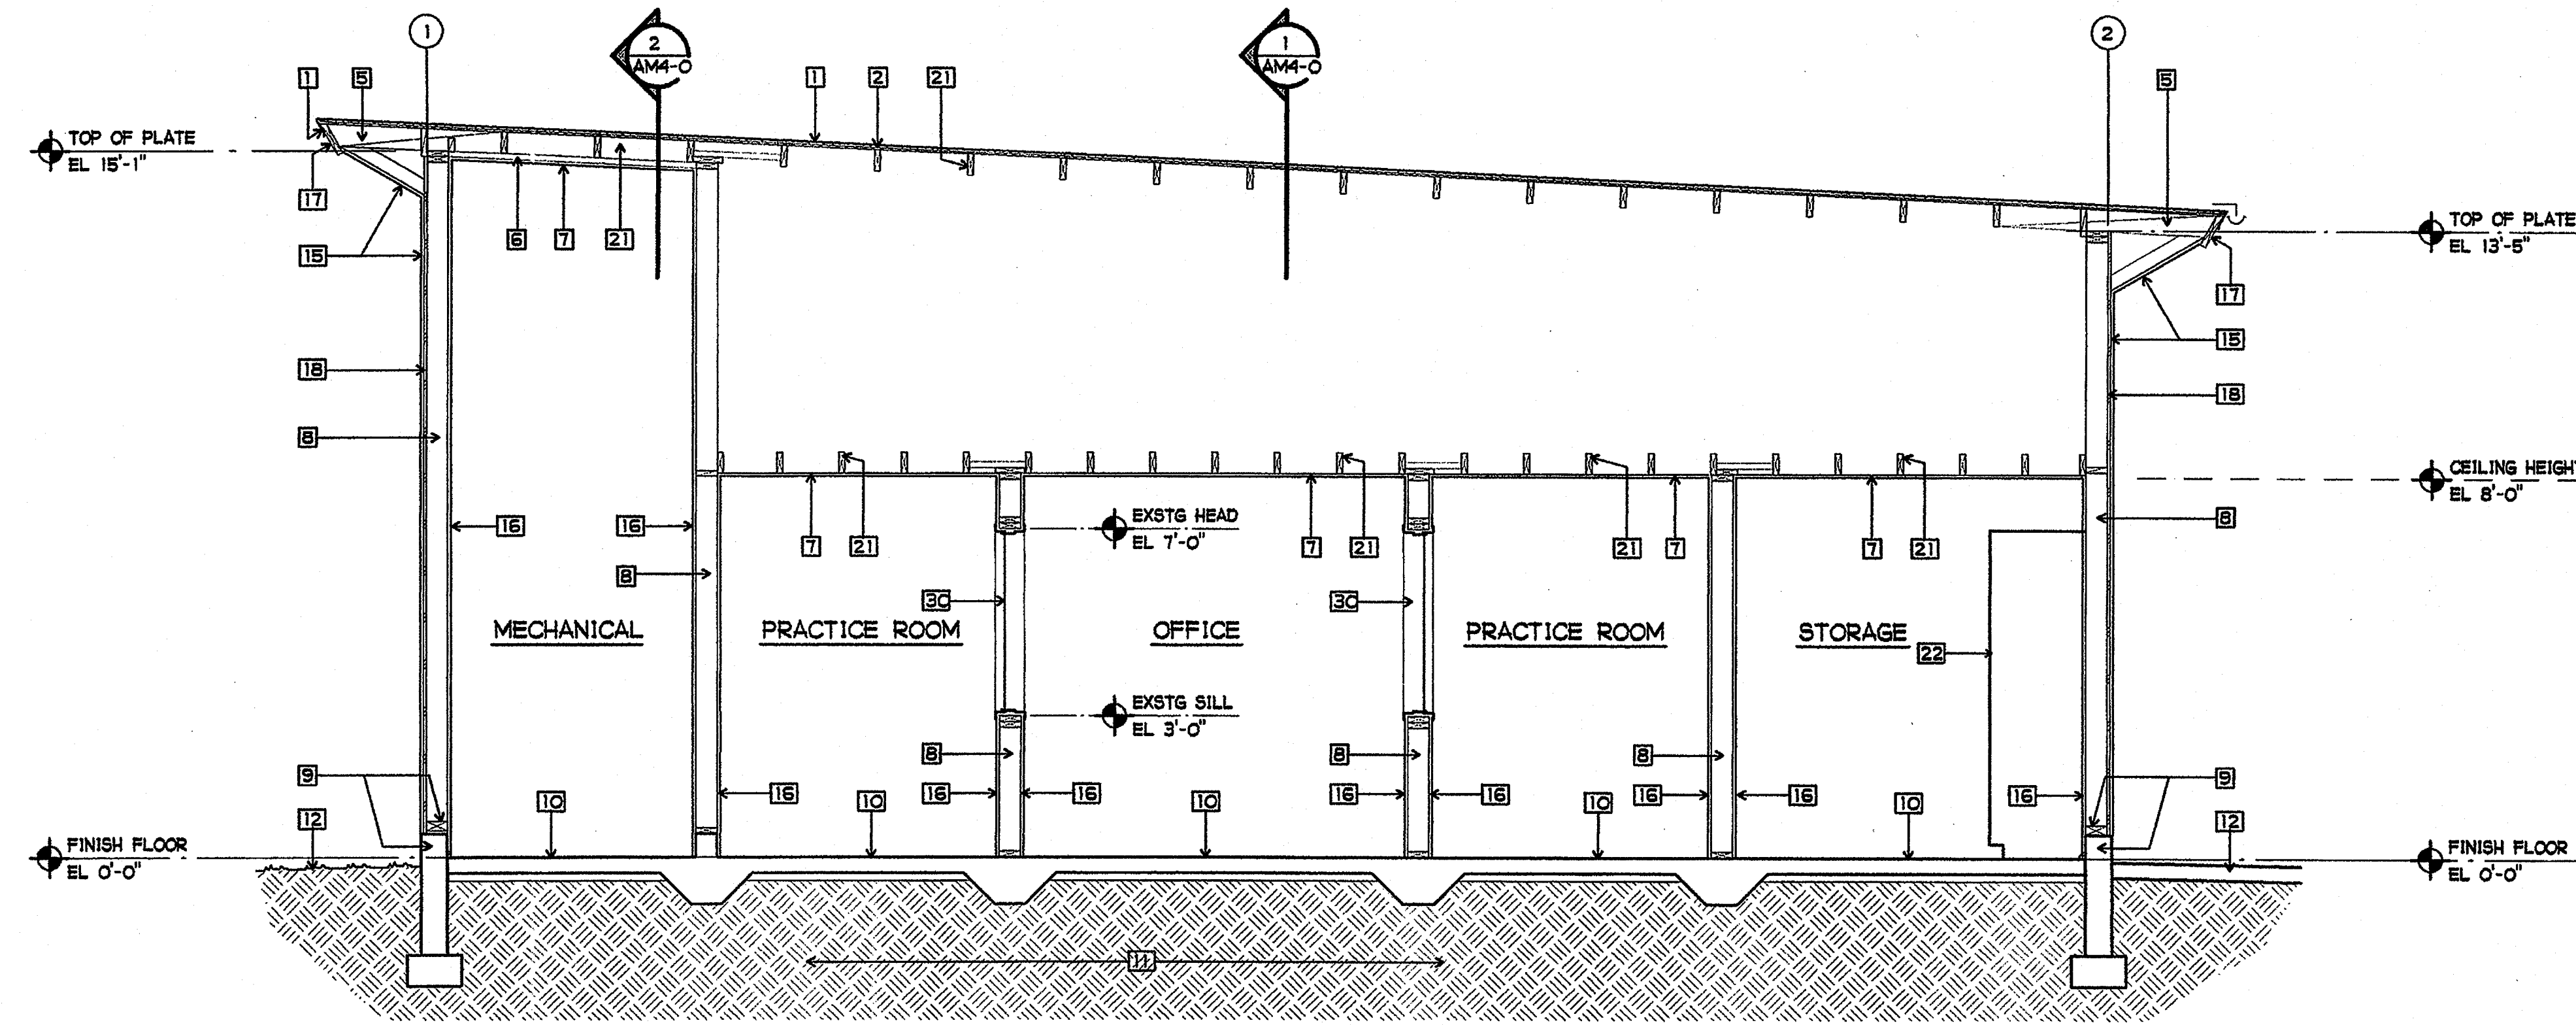 1
2
AM4-0
1
AM4-0
2
1
5
1
2
21
5
TOP OF PLATE
EL 15'-1"
17
6
7
21
TOP OF PLATE
EL 13'-5"
15
17
15
18
18
8
CEILING HEIGHT
EL 8'-0"
16
16
EXSTG HEAD
EL 7'-0"
8
7
21
7
21
21
7
7
21
8
30
30
MECHANICAL
PRACTICE ROOM
OFFICE
PRACTICE ROOM
STORAGE
22
EXSTG SILL
EL 3'-0"
8
8
8
9
9
10
16
10
16
16
10
16
16
10
16
16
10
16
12
12
FINISH FLOOR
EL 0'-0"
FINISH FLOOR
EL 0'-0"
11